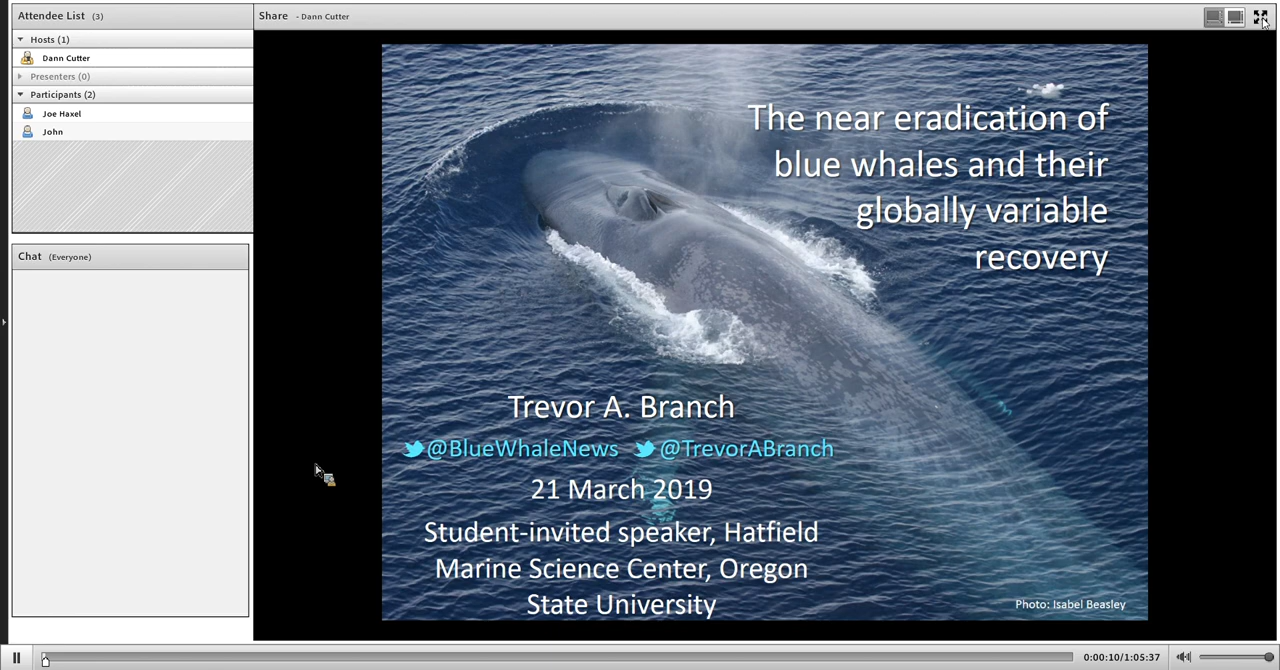 Attendee List (3)
Hosts (1)
Dann Cutter
Presenters (0)
Participants (2)
Joe Haxel
John
Chat (Everyone)
Share - Dann Cutter
The near eradication of
blue whales and their
globally variable
recovery
Trevor A. Branch
@BlueWhaleNews @TrevorABranch
21 March 2019
Student-invited speaker, Hatfield
Marine Science Center, Oregon
State University
Photo: Isabel Beasley
0:00:10/1:05:37